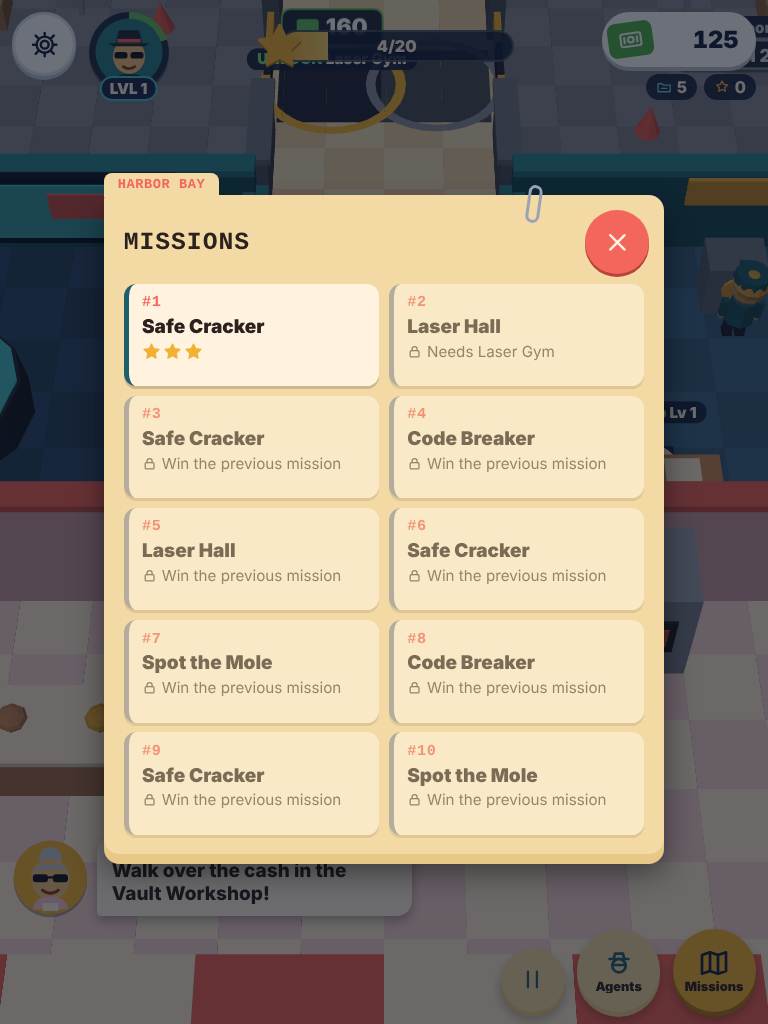 160
4/20
125
LVL 1
5
0
HARBOR BAY
MISSIONS
#1
Safe Cracker
#2
Laser Hall
Needs Laser Gym
#3
Safe Cracker
Win the previous mission
#4
Code Breaker
Win the previous mission
Lv 1
#5
Laser Hall
Win the previous mission
#6
Safe Cracker
Win the previous mission
#7
Spot the Mole
Win the previous mission
#8
Code Breaker
Win the previous mission
#9
Safe Cracker
Win the previous mission
#10
Spot the Mole
Win the previous mission
Walk over the cash in the
Vault Workshop!
Agents
Missions